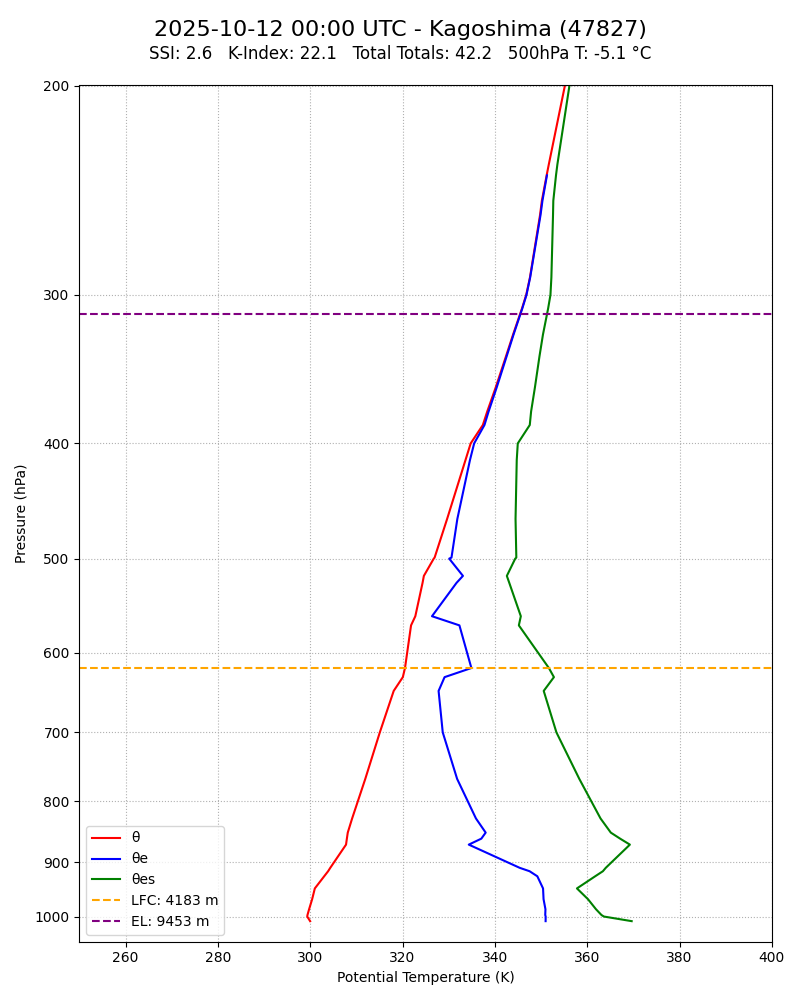 2025-10-12 00:00 UTC - Kagoshima (47827)
SSI: 2.6   K-Index: 22.1   Total Totals: 42.2   500hPa T: -5.1 °C
200
300
400
500
600
700
800
900
1000
Pressure (hPa)
θ
θe
θes
LFC: 4183 m
EL: 9453 m
260 280 300 320 340 360 380 400
Potential Temperature (K)